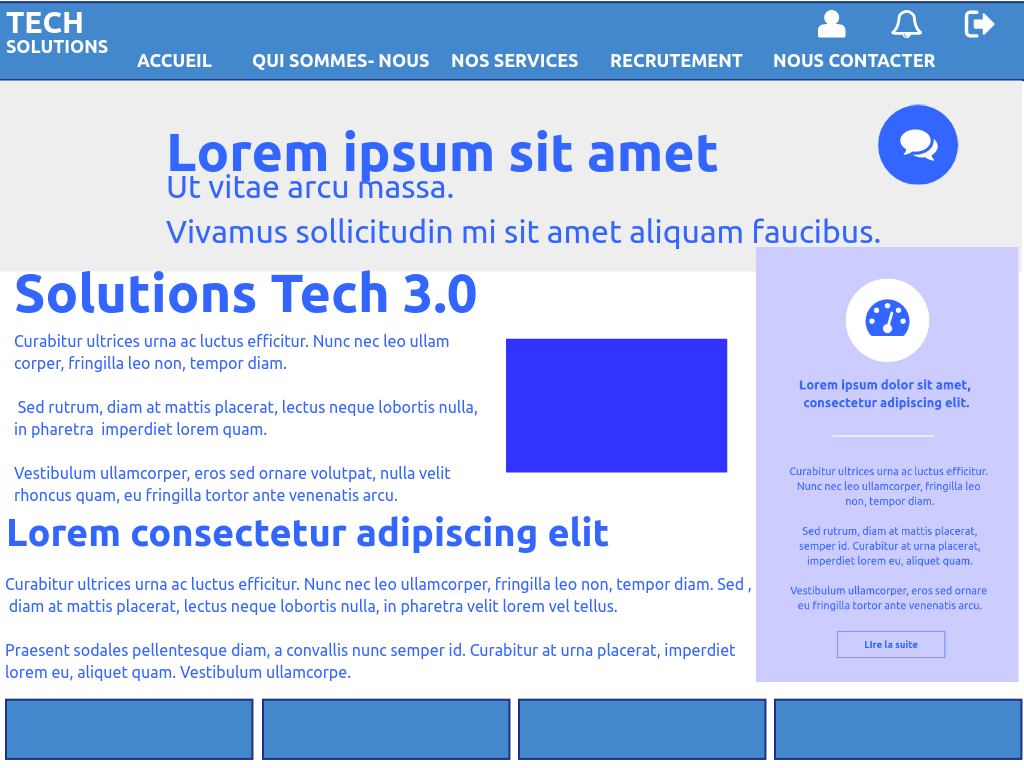 TECH
SOLUTIONS
ACCUEIL QUI SOMMES- NOUS NOS SERVICES RECRUTEMENT NOUS CONTACTER
Lorem ipsum sit amet
Ut vitae arcu massa.
Vivamus sollicitudin mi sit amet aliquam faucibus.
Solutions Tech 3.0
Curabitur ultrices urna ac luctus efficitur. Nunc nec leo ullam
corper, fringilla leo non, tempor diam.
Sed rutrum, diam at mattis placerat, lectus neque lobortis nulla,
in pharetra  imperdiet lorem quam.
Vestibulum ullamcorper, eros sed ornare volutpat, nulla velit
rhoncus quam, eu fringilla tortor ante venenatis arcu.
Lorem consectetur adipiscing elit
Curabitur ultrices urna ac luctus efficitur. Nunc nec leo ullamcorper, fringilla leo non, tempor diam. Sed ,
diam at mattis placerat, lectus neque lobortis nulla, in pharetra velit lorem vel tellus.
Praesent sodales pellentesque diam, a convallis nunc semper id. Curabitur at urna placerat, imperdiet
lorem eu, aliquet quam. Vestibulum ullamcorpe.
Lorem ipsum dolor sit amet,
consectetur adipiscing elit.
Curabitur ultrices urna ac luctus efficitur.
Nunc nec leo ullamcorper, fringilla leo
non, tempor diam.
Sed rutrum, diam at mattis placerat,
semper id. Curabitur at urna placerat,
imperdiet lorem eu, aliquet quam.
Vestibulum ullamcorper, eros sed ornare
eu fringilla tortor ante venenatis arcu.
LIre la suite